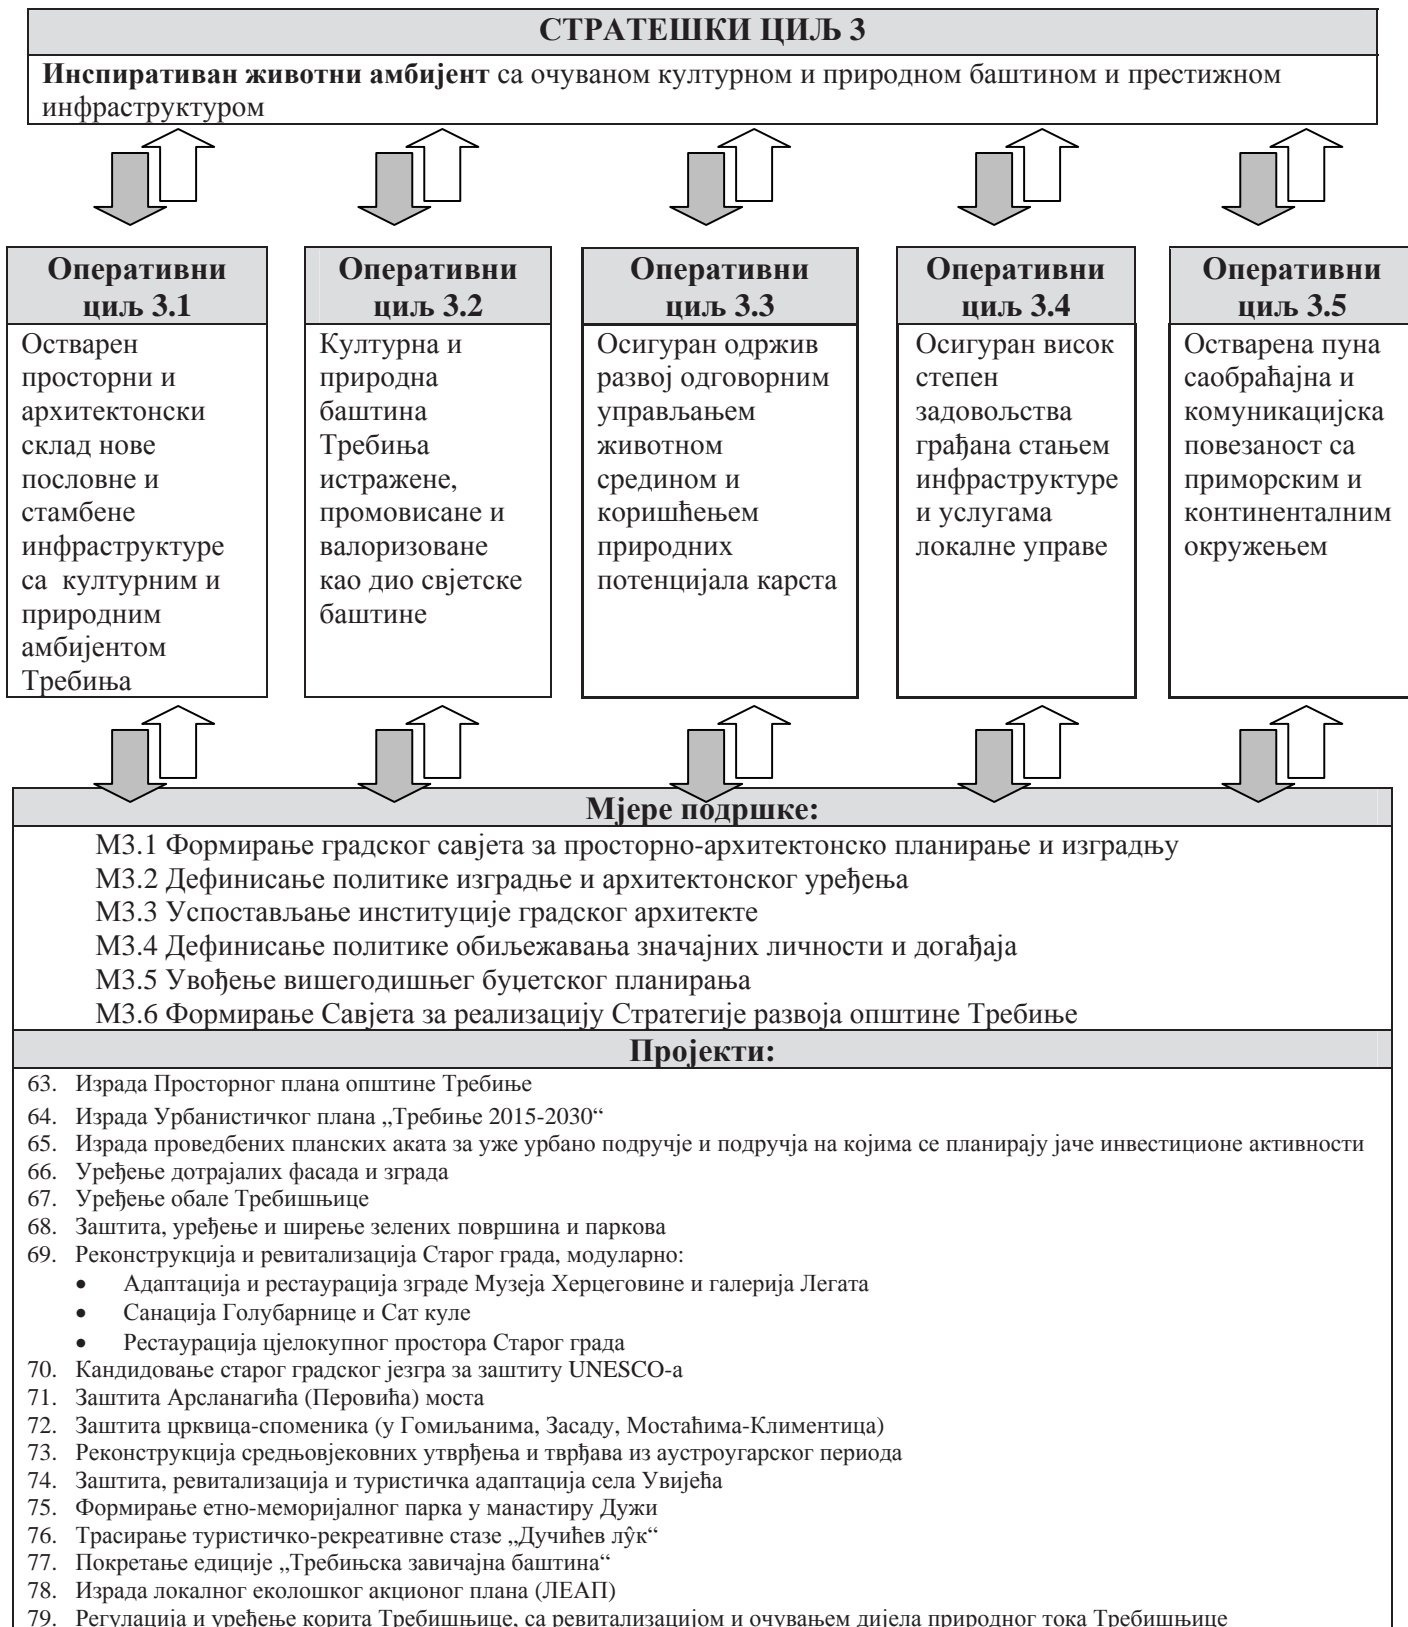 СТРАТЕШКИ ЦИЉ 3
Инспиративан животни амбијент са очуваном културном и природном баштином и престижном
инфраструктуром
Оперативни
циљ 3.1
Остварен
просторни и
архитектонски
склад нове
пословне и
стамбене
инфраструктуре
са културним и
природним
амбијентом
Требиња
Оперативни
циљ 3.2
Културна и
природна
баштина
Требиња
истражене,
промовисане и
валоризоване
као дио свјетске
баштине
Оперативни
циљ 3.3
Осигуран одржив
развој одговорним
управљањем
животном
средином и
коришћењем
природних
потенцијала карста
Оперативни
циљ 3.4
Осигуран висок
степен
задовољства
грађана стањем
инфраструктуре
и услугама
локалне управе
Оперативни
циљ 3.5
Остварена пуна
саобраћајна и
комуникацијска
повезаност са
приморским и
континенталним
окружењем
Мјере подршке:
М3.1 Формирање градског савјета за просторно-архитектонско планирање и изградњу
М3.2 Дефинисање политике изградње и архитектонског уређења
М3.3 Успостављање институције градског архитекте
М3.4 Дефинисање политике обиљежавања значајних личности и догађаја
М3.5 Увођење вишегодишњег буџетског планирања
М3.6 Формирање Савјета за реализацију Стратегије развоја општине Требиње
Пројекти:
63. Израда Просторног плана општине Требиње
64. Израда Урбанистичког плана „Требиње 2015-2030“
65. Израда проведбених планских аката за уже урбано подручје и подручја на којима се планирају јаче инвестиционе активности
66. Уређење дотрајалих фасада и зграда
67. Уређење обале Требишњице
68. Заштита, уређење и ширење зелених површина и паркова
69. Реконструкција и ревитализација Старог града, модуларно:
• Адаптација и рестаурација зграде Музеја Херцеговине и галерија Легата
• Санација Голубарнице и Сат куле
• Рестаурација цјелокупног простора Старог града
70. Кандидовање старог градског језгра за заштиту UNESCO-а
71. Заштита Арсланагића (Перовића) моста
72. Заштита црквица-споменика (у Гомиљанима, Засаду, Мостаћима-Климентица)
73. Реконструкција средњовјековних утврђења и тврђава из аустроугарског периода
74. Заштита, ревитализација и туристичка адаптација села Увијећа
75. Формирање етно-меморијалног парка у манастиру Дужи
76. Трасирање туристичко-рекреативне стазе „Дучићев лŷк“
77. Покретање едиције „Требињска завичајна баштина“
78. Израда локалног еколошког акционог плана (ЛЕАП)
79. Регулација и уређење корита Требишњице, са ревитализацијом и очувањем дијела природног тока Требишњице